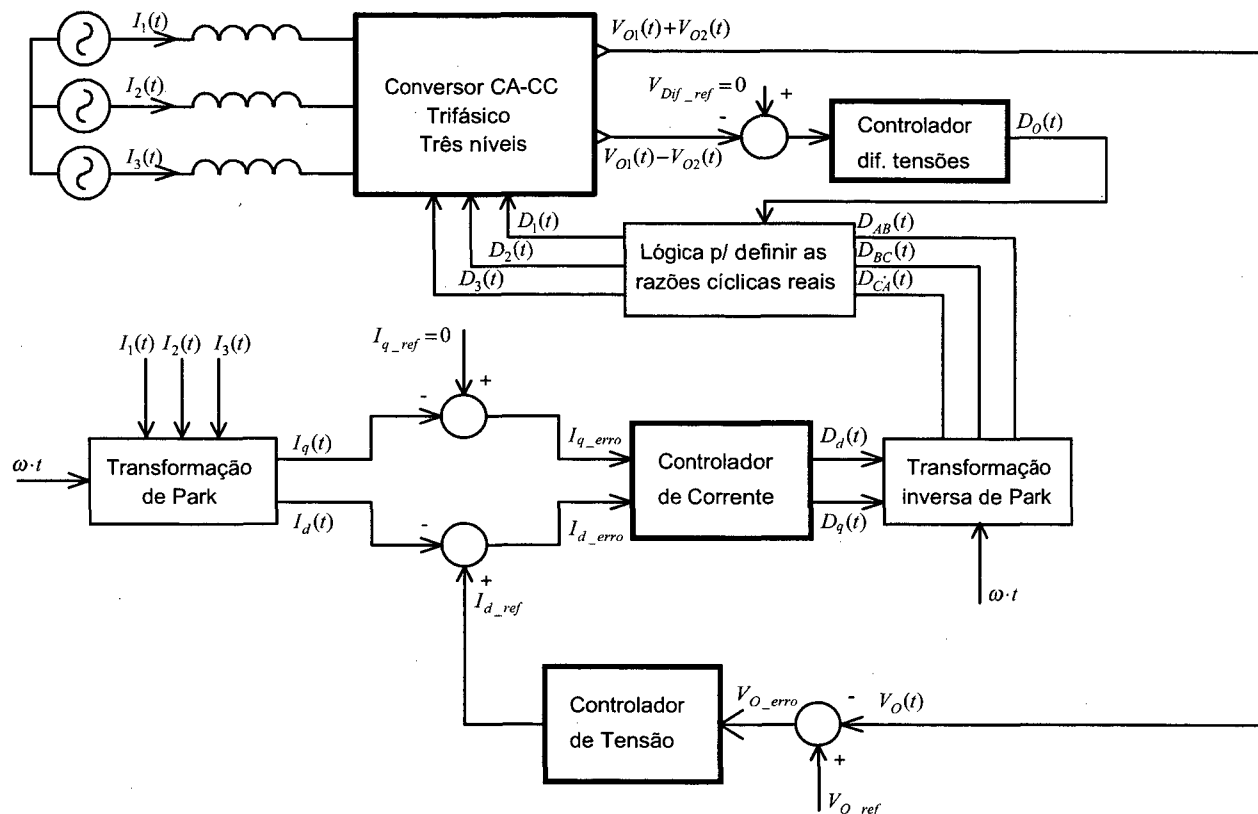 I1(t)
I2(t)
I3(t)
Conversor CA-CC
Trifásico
Três níveis
VO1(t)+VO2(t)
VDif_ref=0
+
-
VO1(t)−VO2(t)
Controlador
dif. tensões
DO(t)
D1(t)
D2(t)
D3(t)
Lógica p/ definir as
razões cíclicas reais
DAB(t)
DBC(t)
DCA(t)
I1(t) I2(t) I3(t)
Iq_ref=0
+
-
ω·t
Transformação
de Park
Iq(t)
Id(t)
-
+
Id_ref
Iq_erro
Id_erro
Controlador
de Corrente
Dd(t)
Dq(t)
Transformação
inversa de Park
ω·t
Controlador
de Tensão
VO_erro
-
VO(t)
+
VO_ref